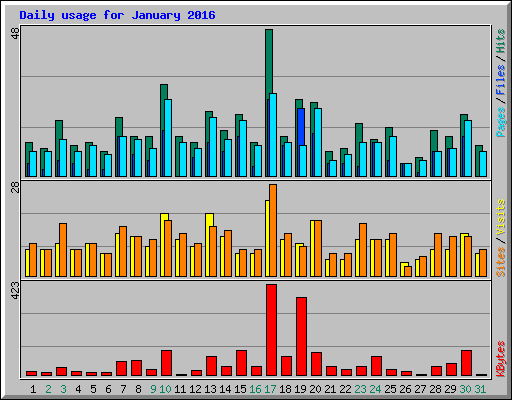 Daily usage for January 2016
48
Pages / Files / Hits
28
Sites / Visits
423
KBytes
1 2 3 4 5 6 7 8 9 10 11 12 13 14 15 16 17 18 19 20 21 22 23 24 25 26 27 28 29 30 31